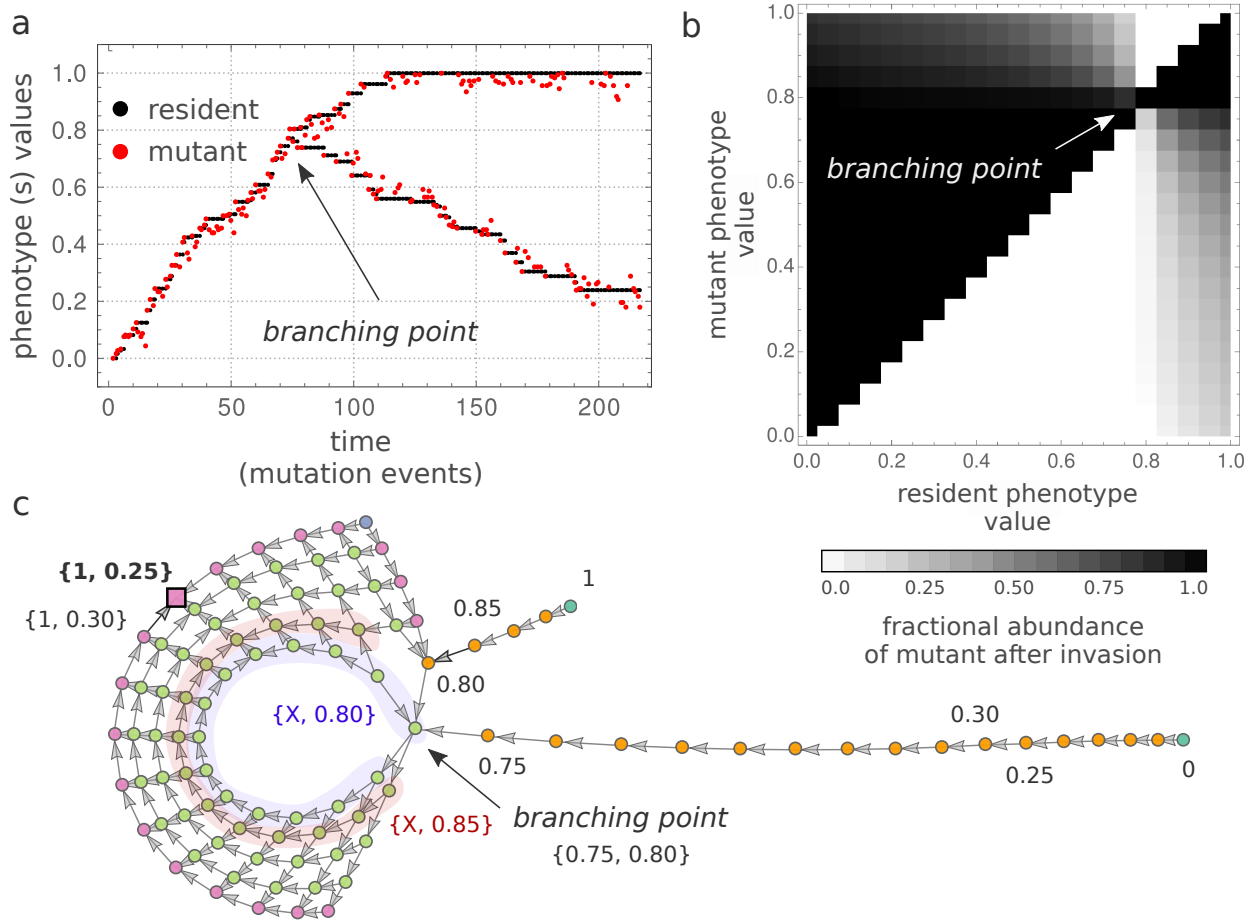 a
phenotype (s) values
1.0
0.8
0.6
0.4
0.2
0.0
resident
mutant
branching point
0
50
100
150
200
time
(mutation events)
b
mutant phenotype
value
1.0
0.8
0.6
0.4
0.2
0.0
branching point
0.0
0.2
0.4
0.6
0.8
1.0
resident phenotype
value
0.0
0.25
0.50
0.75
1.0
fractional abundance
of mutant after invasion
c
{1, 0.25}
{1, 0.30}
1
0.85
0.80
{X, 0.80}
0.30
0.75
0.25
0
{X, 0.85}
branching point
{0.75, 0.80}